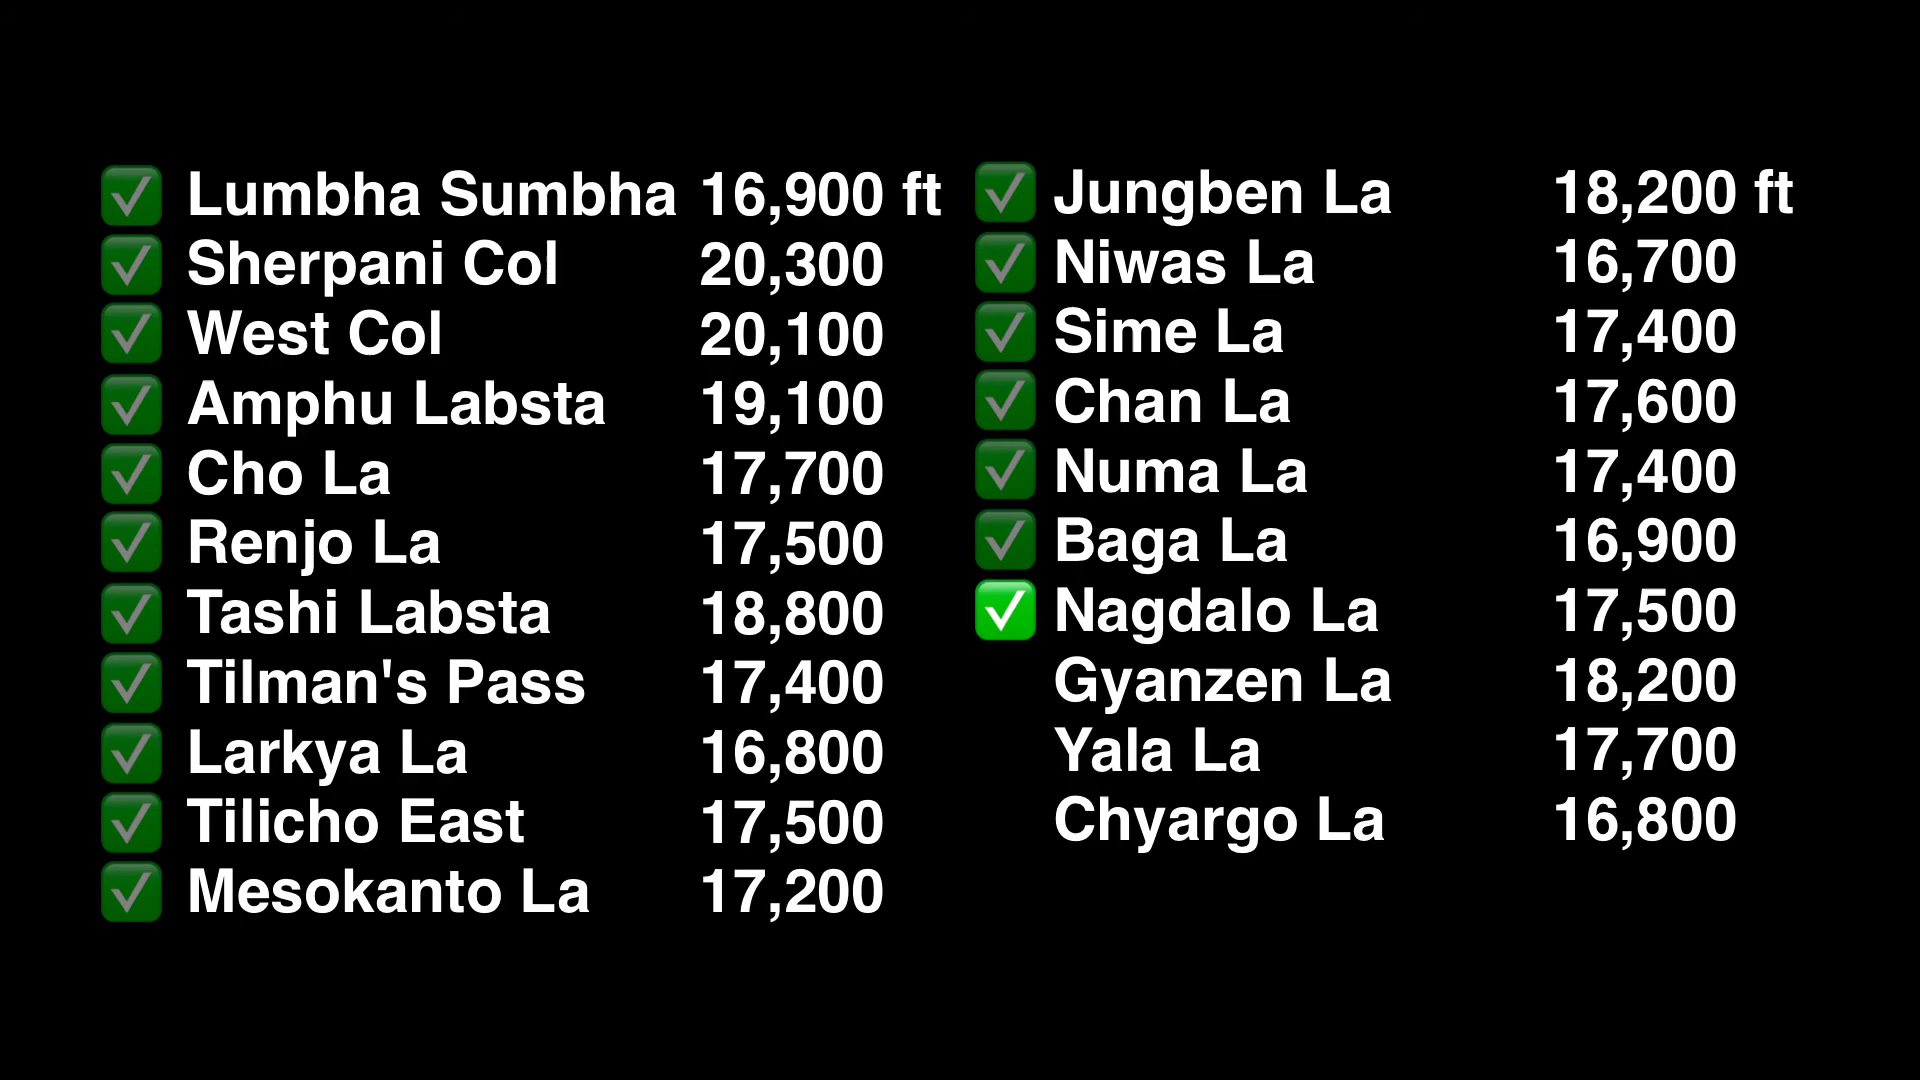 ✅ Lumbha Sumbha 16,900 ft
✅ Sherpani Col 20,300
✅ West Col 20,100
✅ Amphu Labsta 19,100
✅ Cho La 17,700
✅ Renjo La 17,500
✅ Tashi Labsta 18,800
✅ Tilman's Pass 17,400
✅ Larkya La 16,800
✅ Tilicho East 17,500
✅ Mesokanto La 17,200
✅ Jungben La 18,200 ft
✅ Niwas La 16,700
✅ Sime La 17,400
✅ Chan La 17,600
✅ Numa La 17,400
✅ Baga La 16,900
✅ Nagdalo La 17,500
Gyanzen La 18,200
Yala La 17,700
Chyargo La 16,800